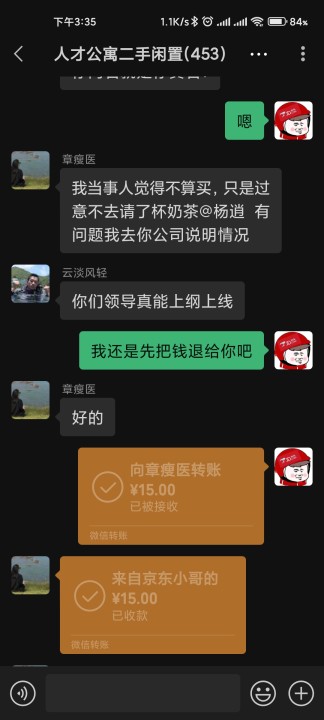 下午3:35
1.1K/s
84%
人才公寓二手闲置(453)
嗯
章瘦医
我当事人觉得不算买，只是过
意不去请了杯奶茶@杨逍 有
问题我去你公司说明情况
云淡风轻
你们领导真能上纲上线
我还是先把钱退给你吧
章瘦医
好的
向章瘦医转账
¥15.00
已被接收
微信转账
来自京东小哥的
¥15.00
已收款
微信转账